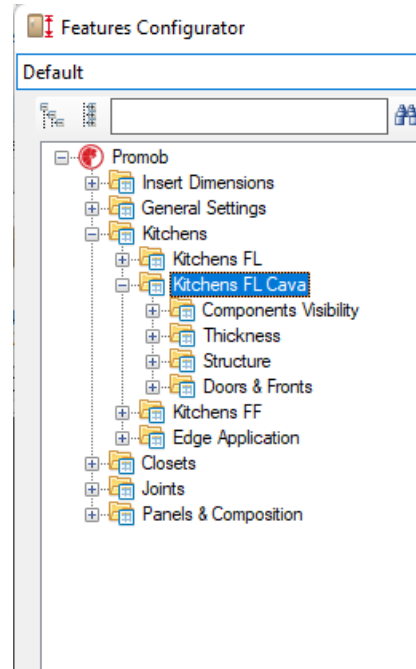 Features Configurator
Default
Promob
Insert Dimensions
General Settings
Kitchens
Kitchens FL
Kitchens FL Cava
Components Visibility
Thickness
Structure
Doors & Fronts
Kitchens FF
Edge Application
Closets
Joints
Panels & Composition